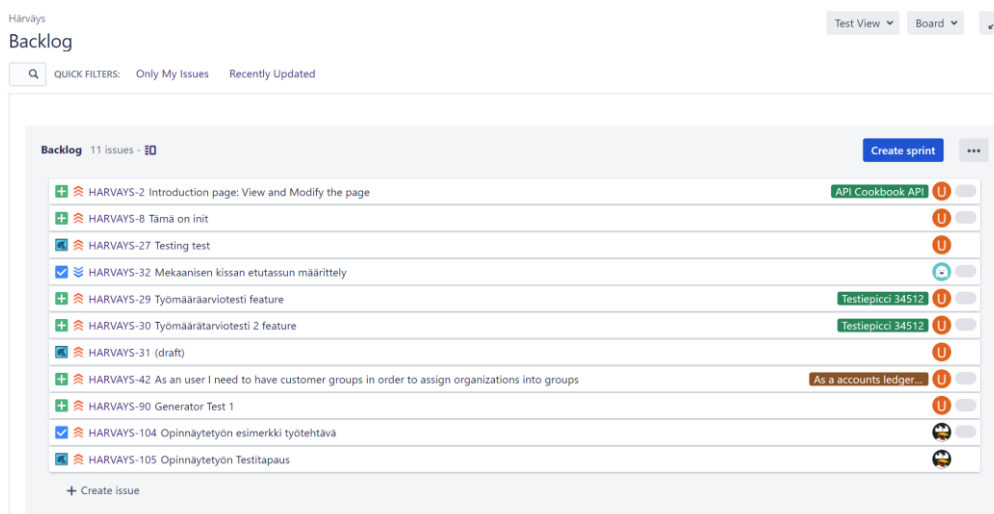 Härväys
Test View Board
Backlog
QUICK FILTERS: Only My Issues Recently Updated
Backlog 11 issues - Create sprint
HARVAYS-2 Introduction page: View and Modify the page API Cookbook API U
HARVAYS-8 Tämä on init U
HARVAYS-27 Testing test U
HARVAYS-32 Mekaanisen kissan etutassun määrittely
HARVAYS-29 Työmääräarviotesti feature Testiepicci 34512 U
HARVAYS-30 Työmäärätarviotesti 2 feature Testiepicci 34512 U
HARVAYS-31 (draft) U
HARVAYS-42 As an user I need to have customer groups in order to assign organizations into groups As a accounts ledger... U
HARVAYS-90 Generator Test 1 U
HARVAYS-104 Opinnäytetyön esimerkki työtehtävä
HARVAYS-105 Opinnäytetyön Testitapaus
+ Create issue